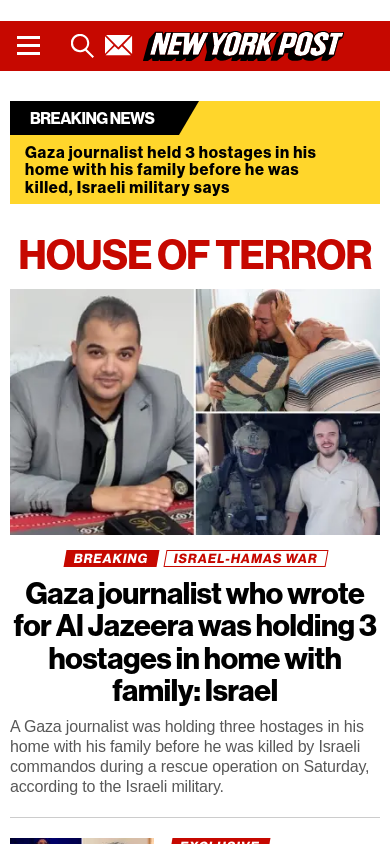 NEW YORK POST
BREAKING NEWS
Gaza journalist held 3 hostages in his
home with his family before he was
killed, Israeli military says
HOUSE OF TERROR
BREAKING
ISRAEL-HAMAS WAR
Gaza journalist who wrote
for Al Jazeera was holding 3
hostages in home with
family: Israel
A Gaza journalist was holding three hostages in his
home with his family before he was killed by Israeli
commandos during a rescue operation on Saturday,
according to the Israeli military.
EXCLUSIVE